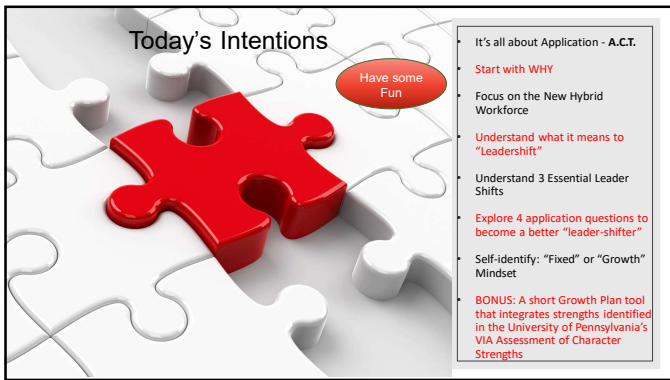 Today's Intentions
Have some
Fun
• It's all about Application - A.C.T.
• Start with WHY
• Focus on the New Hybrid
Workforce
• Understand what it means to
"Leadershift"
• Understand 3 Essential Leader
Shifts
• Explore 4 application questions to
become a better "leader-shifter"
• Self-identify: "Fixed" or "Growth"
Mindset
• BONUS: A short Growth Plan tool
that integrates strengths identified
in the University of Pennsylvania's
VIA Assessment of Character
Strengths